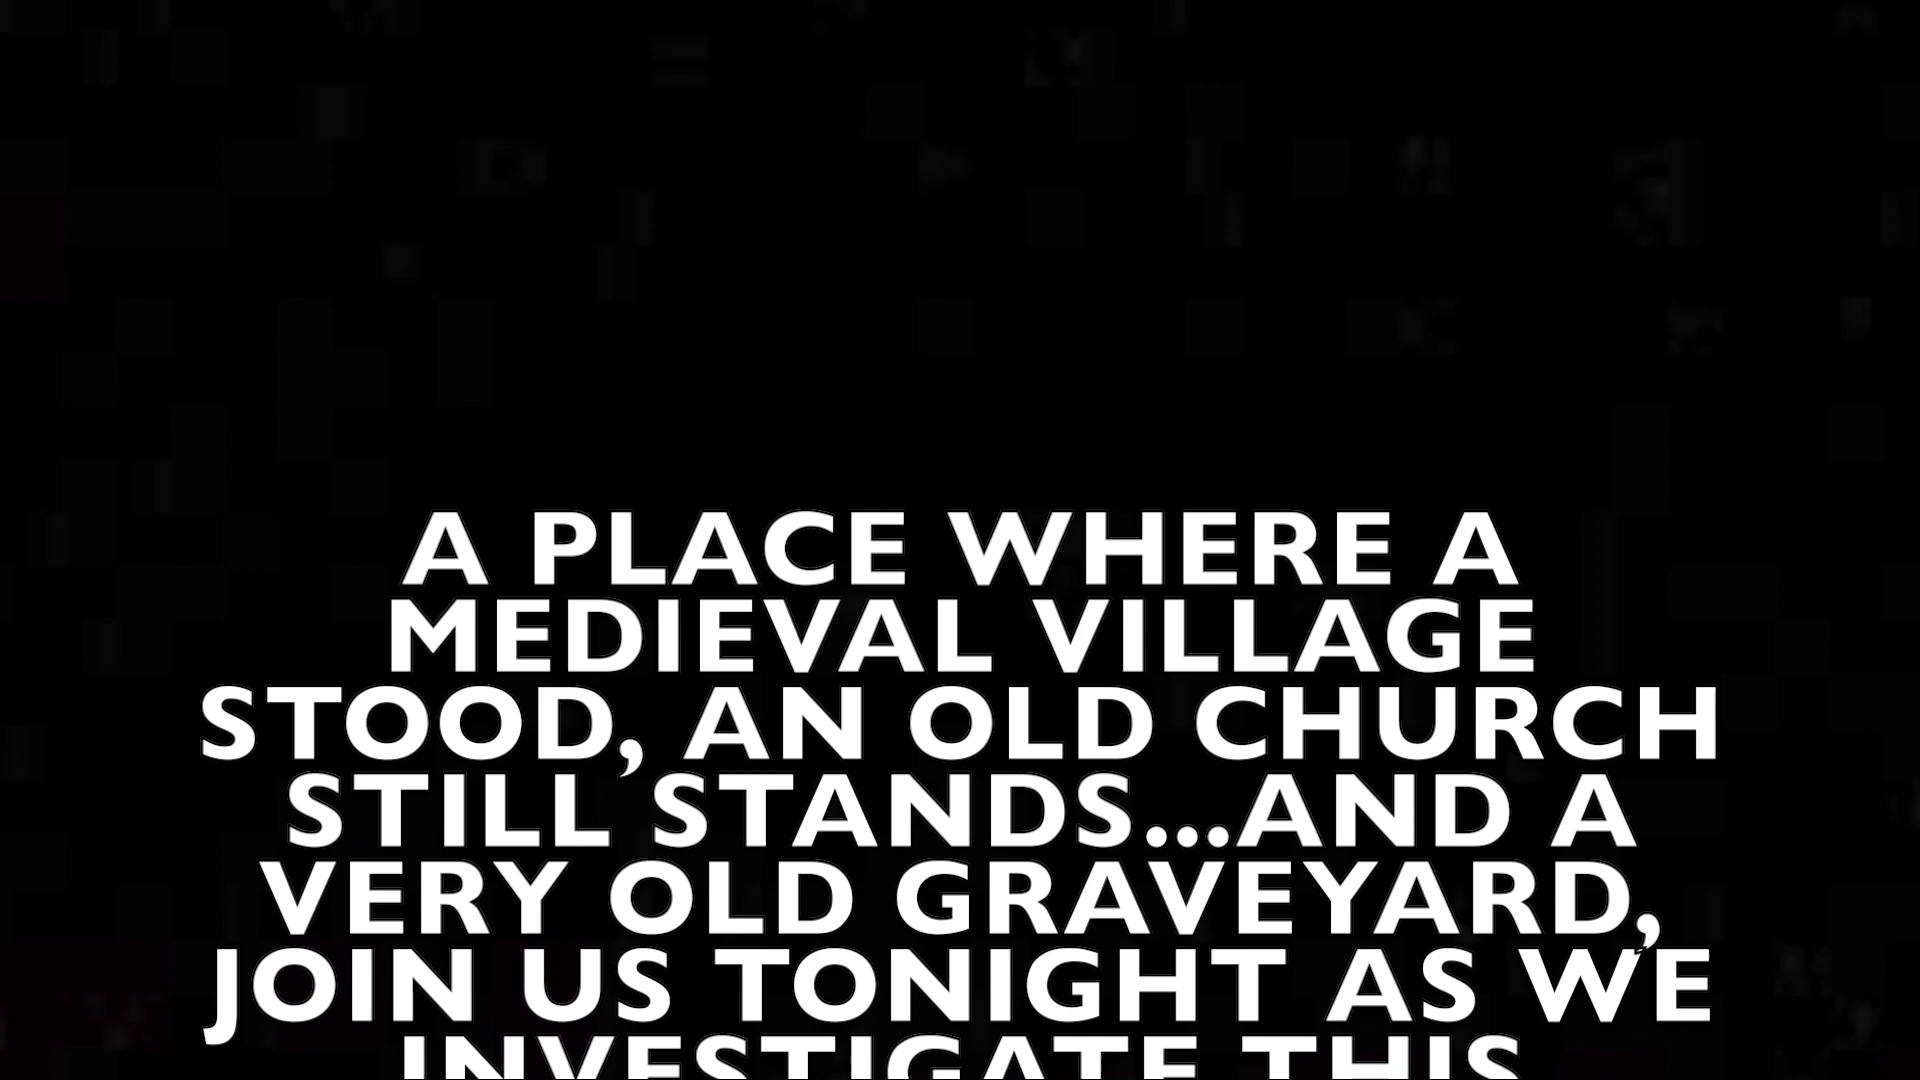 A PLACE WHERE A
MEDIEVAL VILLAGE
STOOD, AN OLD CHURCH
STILL STANDS...AND A
VERY OLD GRAVEYARD,
JOIN US TONIGHT AS WE
INVESTIGATE THIS